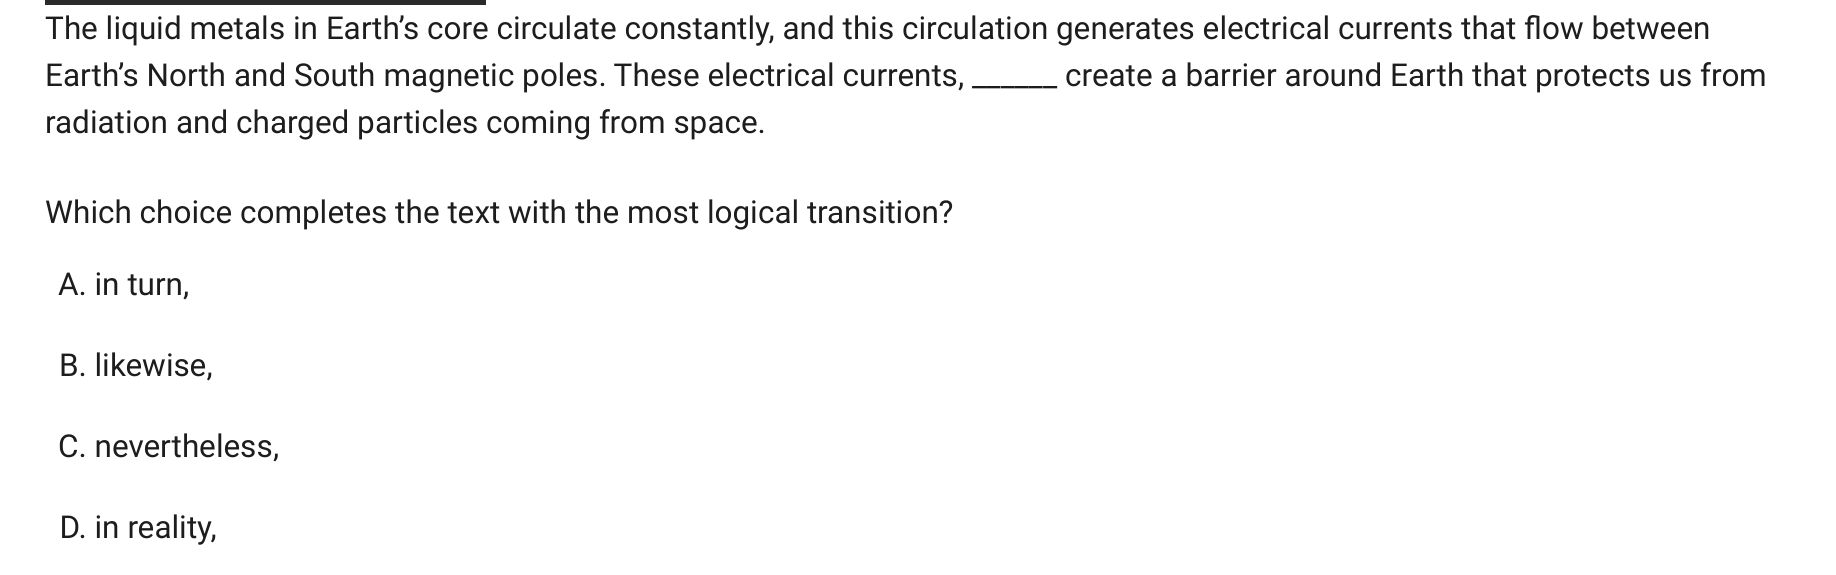 The liquid metals in Earth’s core circulate constantly, and this circulation generates electrical currents that flow between
Earth’s North and South magnetic poles. These electrical currents, ______ create a barrier around Earth that protects us from
radiation and charged particles coming from space.
Which choice completes the text with the most logical transition?
A. in turn,
B. likewise,
C. nevertheless,
D. in reality,